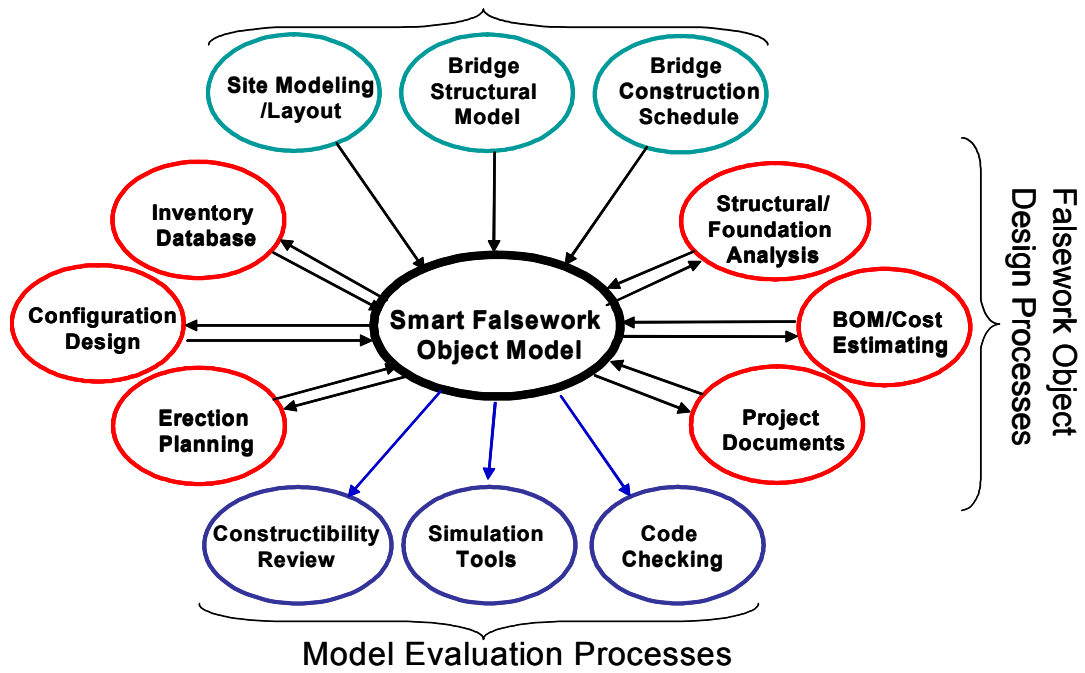 Site Modeling
/Layout
Bridge
Structural
Model
Bridge
Construction
Schedule
Inventory
Database
Structural/
Foundation
Analysis
Configuration
Design
Smart Falsework
Object Model
BOM/Cost
Estimating
Erection
Planning
Project
Documents
Constructibility
Review
Simulation
Tools
Code
Checking
Falsework Object
Design Processes
Model Evaluation Processes